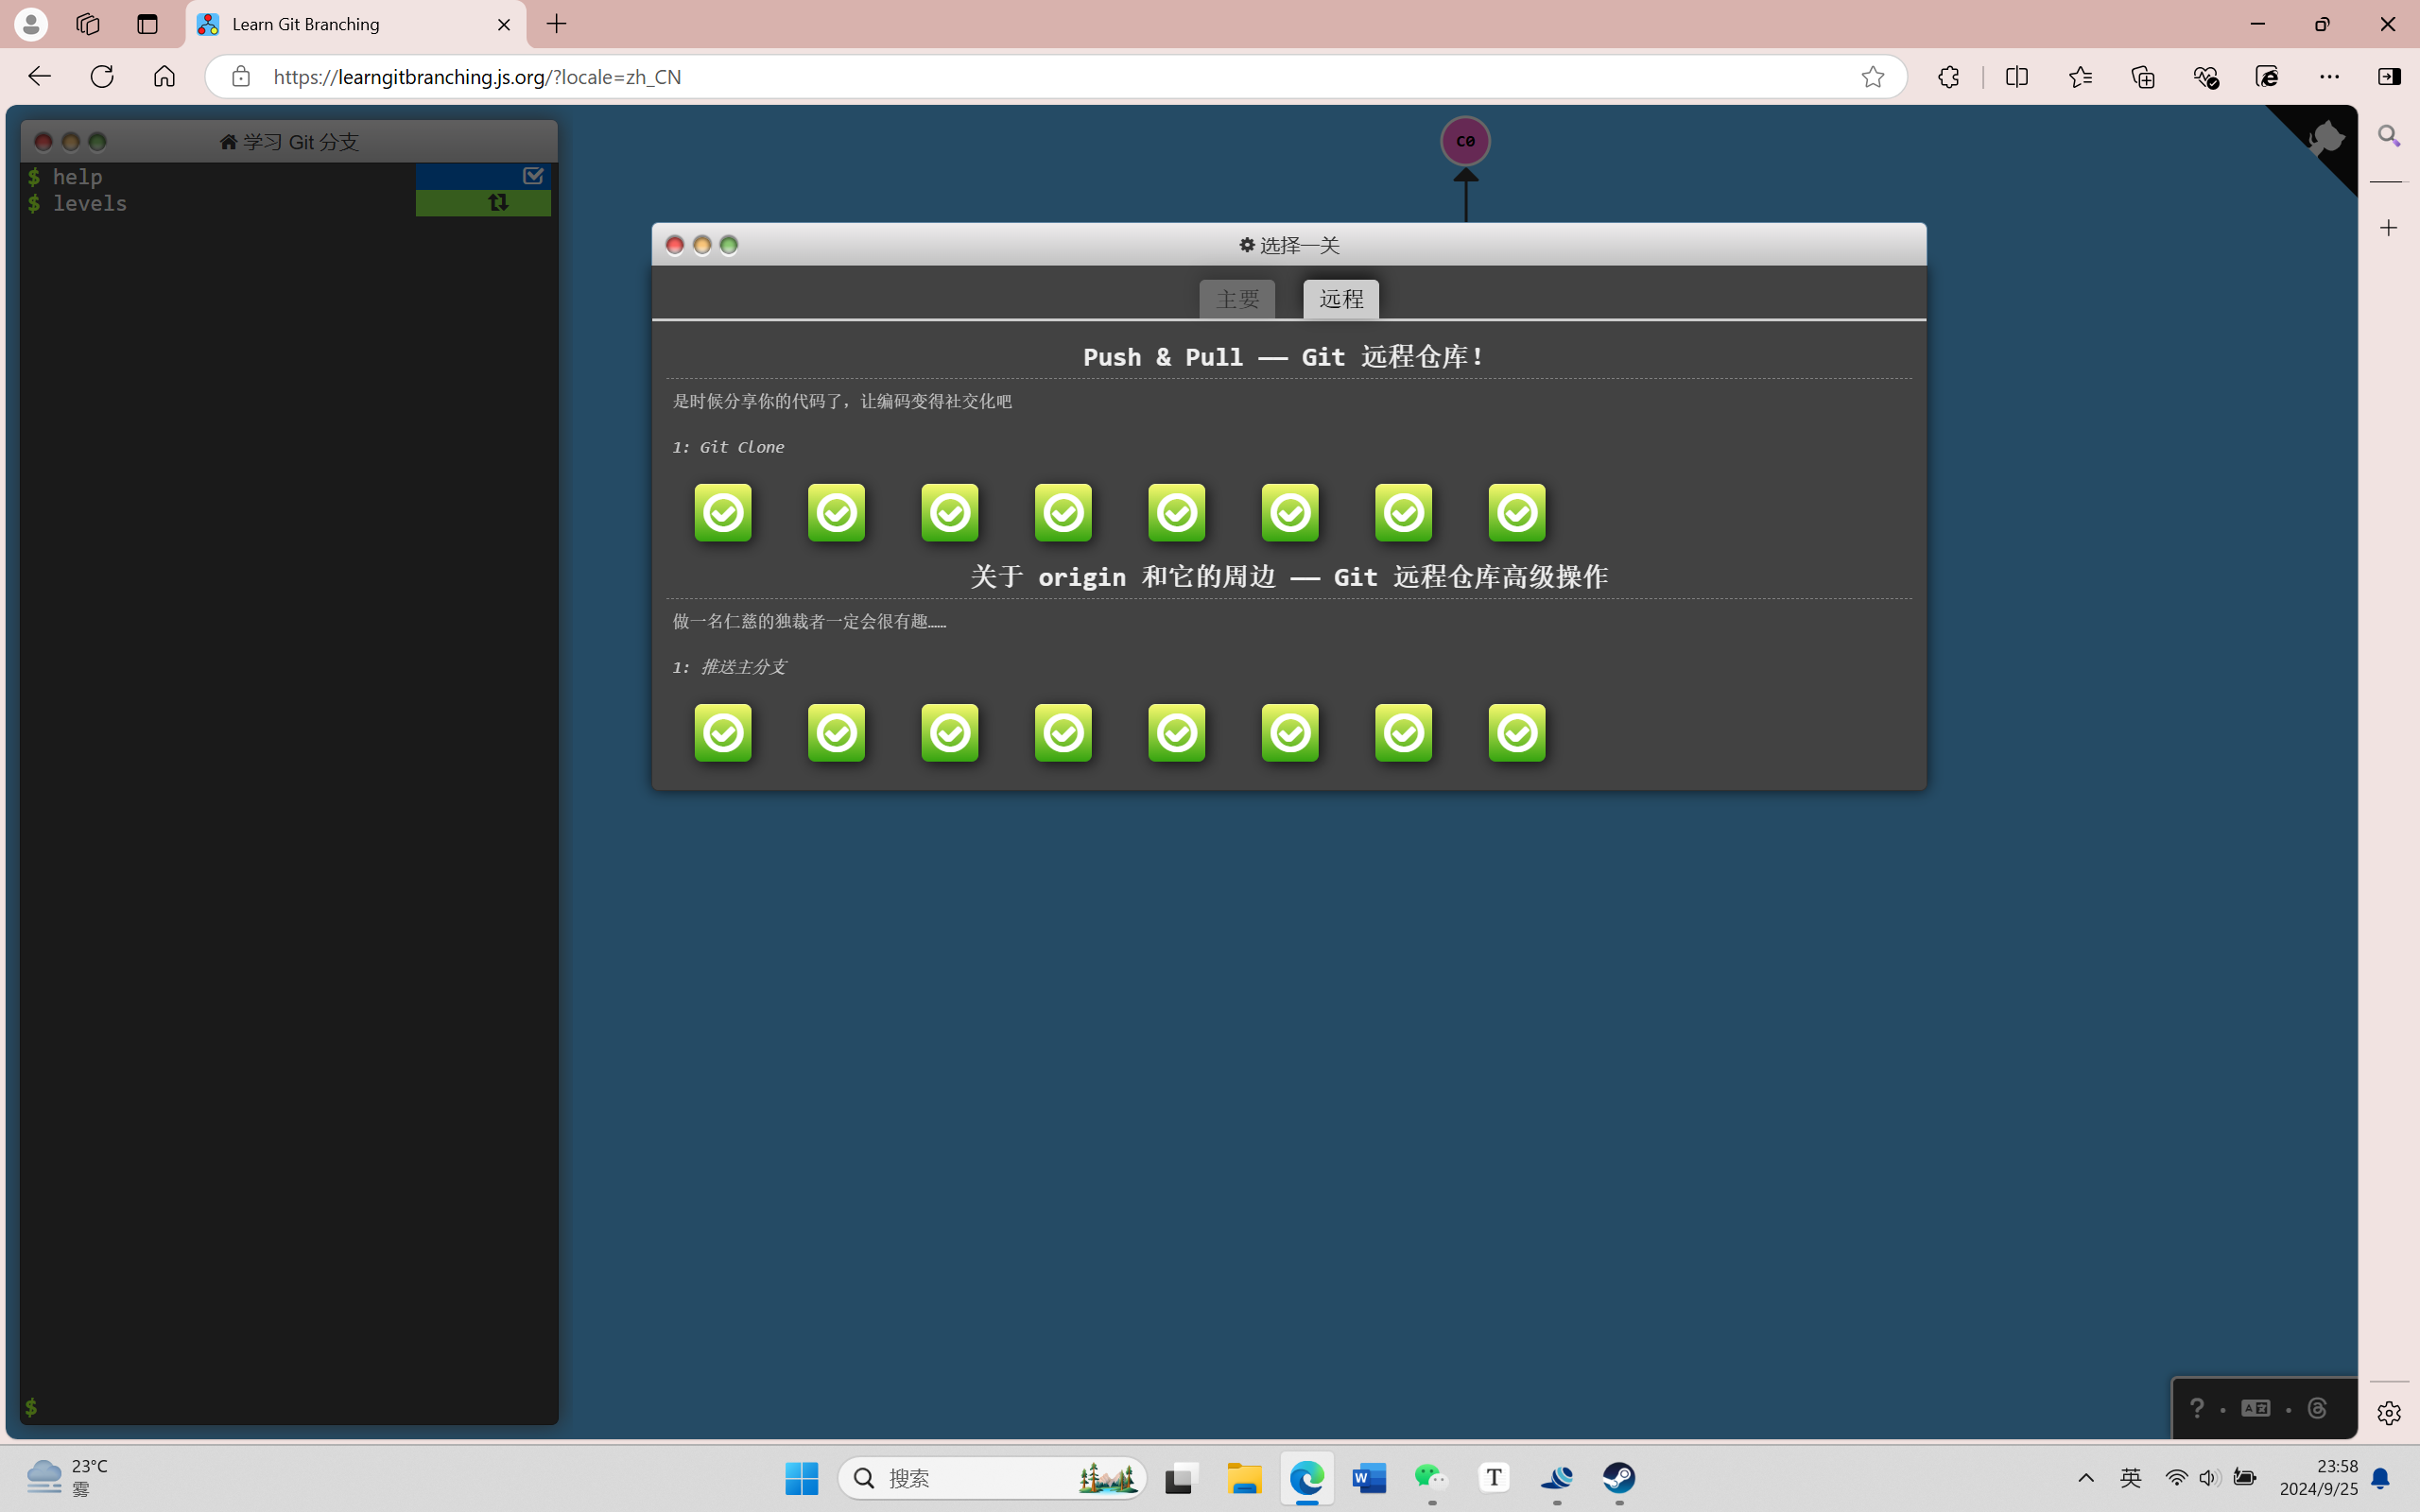 Learn Git Branching
https://learngitbranching.js.org/?locale=zh_CN
学习 Git 分支
$ help
$ levels
C0
选择一关
主要
远程
Push & Pull —— Git 远程仓库!
是时候分享你的代码了，让编码变得社交化吧
1: Git Clone
关于 origin 和它的周边 —— Git 远程仓库高级操作
做一名仁慈的独裁者一定会很有趣……
1: 推送主分支
$
?
23°C
雾
搜索
英
23:58
2024/9/25